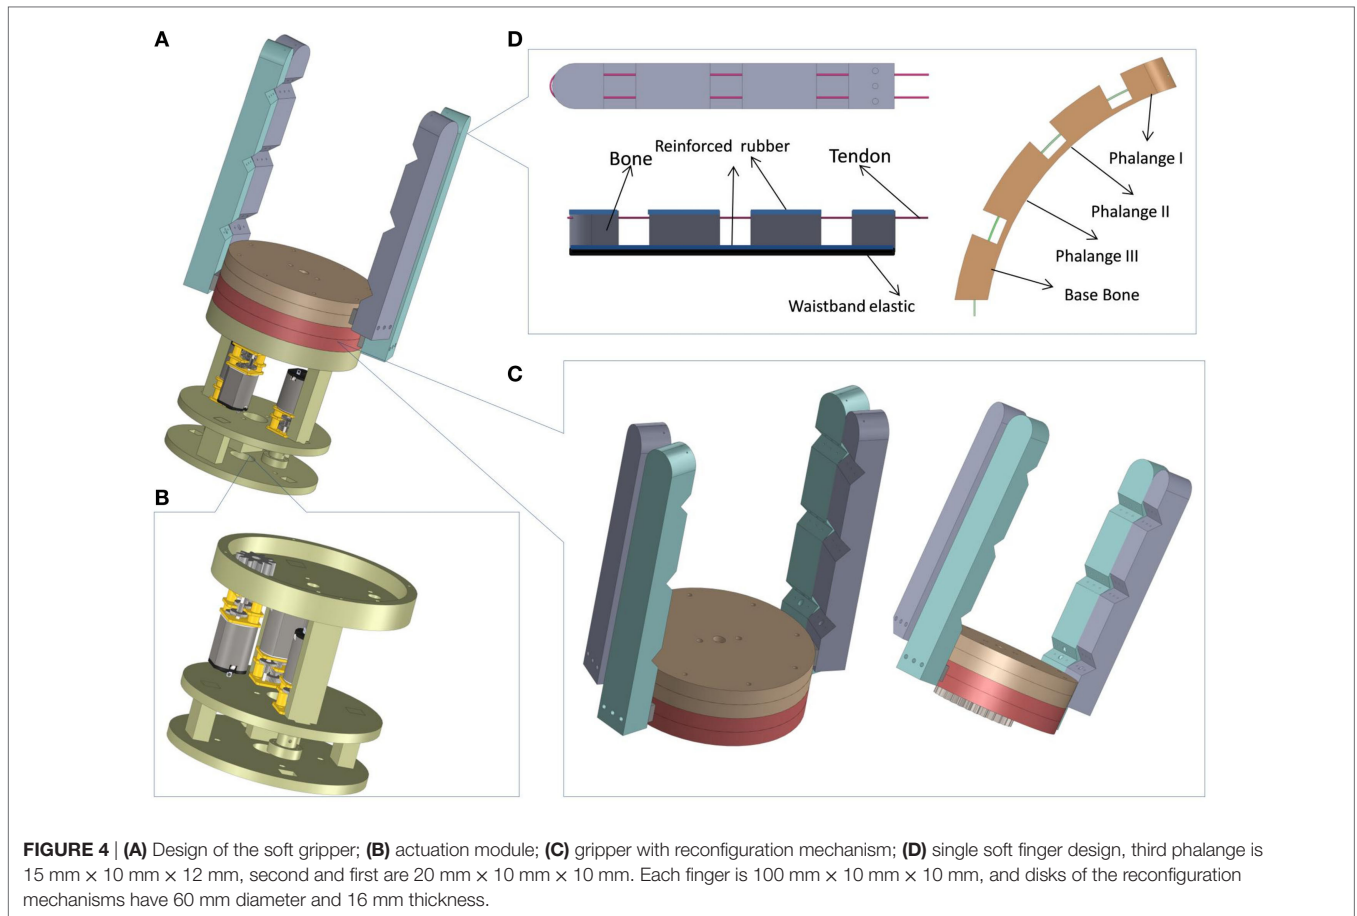 A
D
Bone
Reinforced rubber
Tendon
Waistband elastic
Phalange I
Phalange II
Phalange III
Base Bone
C
B
FIGURE 4 | (A) Design of the soft gripper; (B) actuation module; (C) gripper with reconfiguration mechanism; (D) single soft finger design, third phalange is
15 mm × 10 mm × 12 mm, second and first are 20 mm × 10 mm × 10 mm. Each finger is 100 mm × 10 mm × 10 mm, and disks of the reconfiguration
mechanisms have 60 mm diameter and 16 mm thickness.